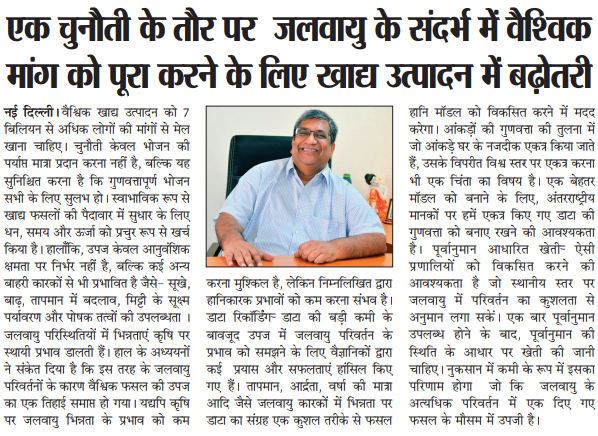 एक चुनौती के तौर पर जलवायु के संदर्भ में वैश्विक
मांग को पूरा करने के लिए खाद्य उत्पादन में बढ़ोतरी
नई दिल्ली। वैश्विक खाद्य उत्पादन को 7
बिलियन से अधिक लोगों की मांगों से मेल
खाना चाहिए। चुनौती केवल भोजन की
पर्याप्त मात्रा प्रदान करना नहीं है, बल्कि यह
सुनिश्चित करना है कि गुणवत्तापूर्ण भोजन
सभी के लिए सुलभ हो। स्वाभाविक रूप से
खाद्य फसलों की पैदावार में सुधार के लिए
धन, समय और ऊर्जा को प्रचुर रूप से खर्च
किया है। हालाँकि, उपज केवल आनुवंशिक
क्षमता पर निर्भर नहीं है, बल्कि कई अन्य
बाहरी कारकों से भी प्रभावित है जैसे- सूखे,
बाढ़, तापमान में बदलाव, मिट्टी के सूक्ष्म
पर्यावरण और पोषक तत्वों की उपलब्धता ।
जलवायु परिस्थितियों में भिन्नताएं कृषि पर
स्थायी प्रभाव डालती हैं। हाल के अध्ययनों
ने संकेत दिया है कि इस तरह के जलवायु
परिवर्तनों के कारण वैश्विक फसल की उपज
का एक तिहाई समाप्त हो गया। यद्यपि कृषि
पर जलवायु भिन्नता के प्रभाव को कम
करना मुश्किल है, लेकिन निम्नलिखित द्वारा
हानिकारक प्रभावों को कम करना संभव है।
डाटा रिकॉर्डिंग- डाटा की बड़ी कमी के
बावजूद उपज में जलवायु परिवर्तन के
प्रभाव को समझने के लिए वैज्ञानिकों द्वारा
कई प्रयास और सफलताएं हांसिल किए
गए हैं। तापमान, आर्द्रता, वर्षा की मात्रा
आदि जैसे जलवायु कारकों में भिन्नता पर
डाटा का संग्रह एक कुशल तरीके से फसल
हानि मॉडल को विकसित करने में मदद
करेगा। आंकड़ों की गुणवत्ता की तुलना में
जो आंकड़े घर के नजदीक एकत्र किया जाते
हैं, उसके विपरीत विश्व स्तर पर एकत्र करना
भी एक चिंता का विषय है। एक बेहतर
मॉडल को बनाने के लिए, अंतरराष्ट्रीय
मानकों पर हमें एकत्र किए गए डाटा की
गुणवत्ता को बनाए रखने की आवश्यकता
है। पूर्वानुमान आधारित खेती- ऐसी
प्रणालियों को विकसित करने की
आवश्यकता है जो स्थानीय स्तर पर
जलवायु में परिवर्तन का कुशलता से
अनुमान लगा सकें। एक बार पूर्वानुमान
उपलब्ध होने के बाद, पूर्वानुमान की
स्थिति के आधार पर खेती की जानी
चाहिए। नुकसान में कमी के रूप में इसका
परिणाम होगा जो कि जलवायु के
अत्यधिक परिवर्तन में एक दिए गए
फसल के मौसम में उपजी है।